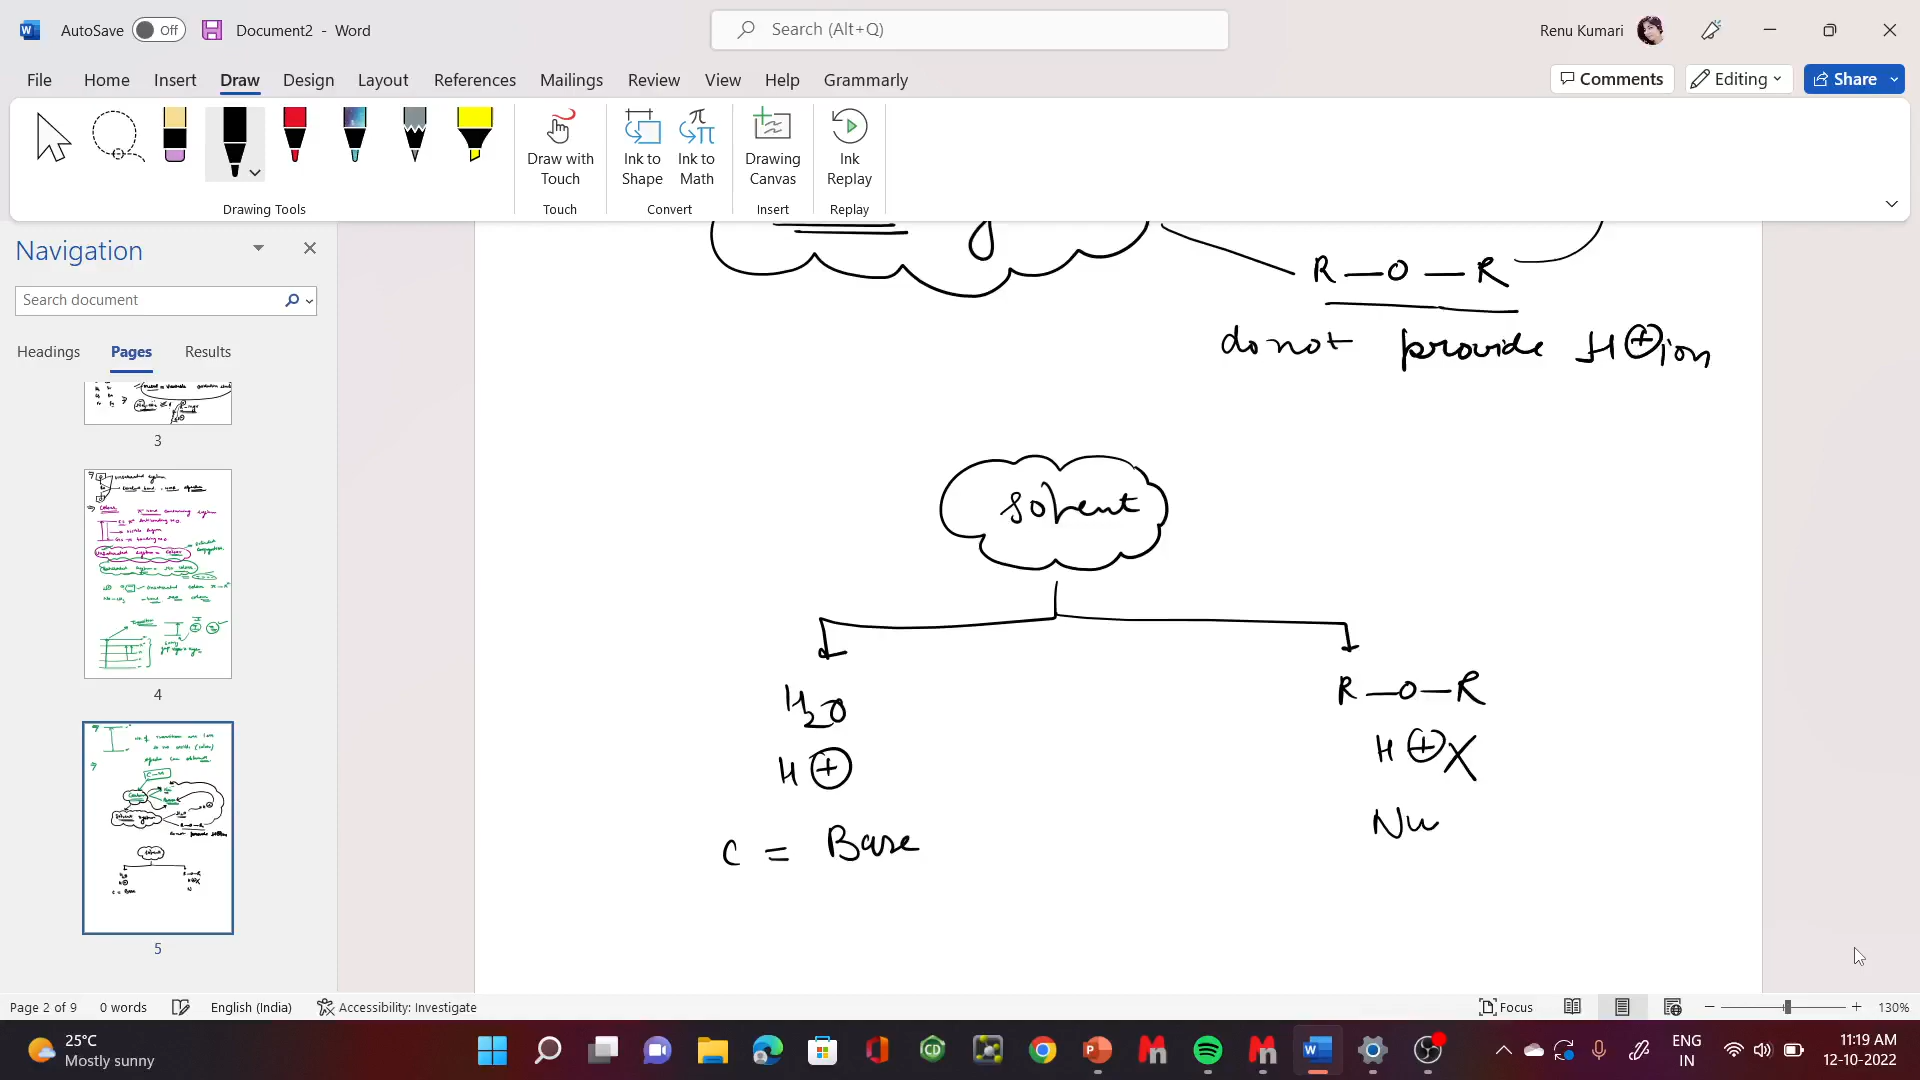 AutoSave Off Document2 - Word Search (Alt+Q) Renu Kumari
File Home Insert Draw Design Layout References Mailings Review View Help Grammarly Comments Editing Share
Draw with Touch
Ink to Shape
Ink to Math
Drawing Canvas
Ink Replay
Drawing Tools Touch Convert Insert Replay
Navigation
Search document
Headings Pages Results
3
4
5
R — O — R
do not provide H⊕ ion
Solvent
H2O
H⊕
C = Base
R — O — R
H⊕ X
Nu
Page 2 of 9 0 words English (India) Accessibility: Investigate Focus 130%
25°C
Mostly sunny
ENG
IN
11:19 AM
12-10-2022